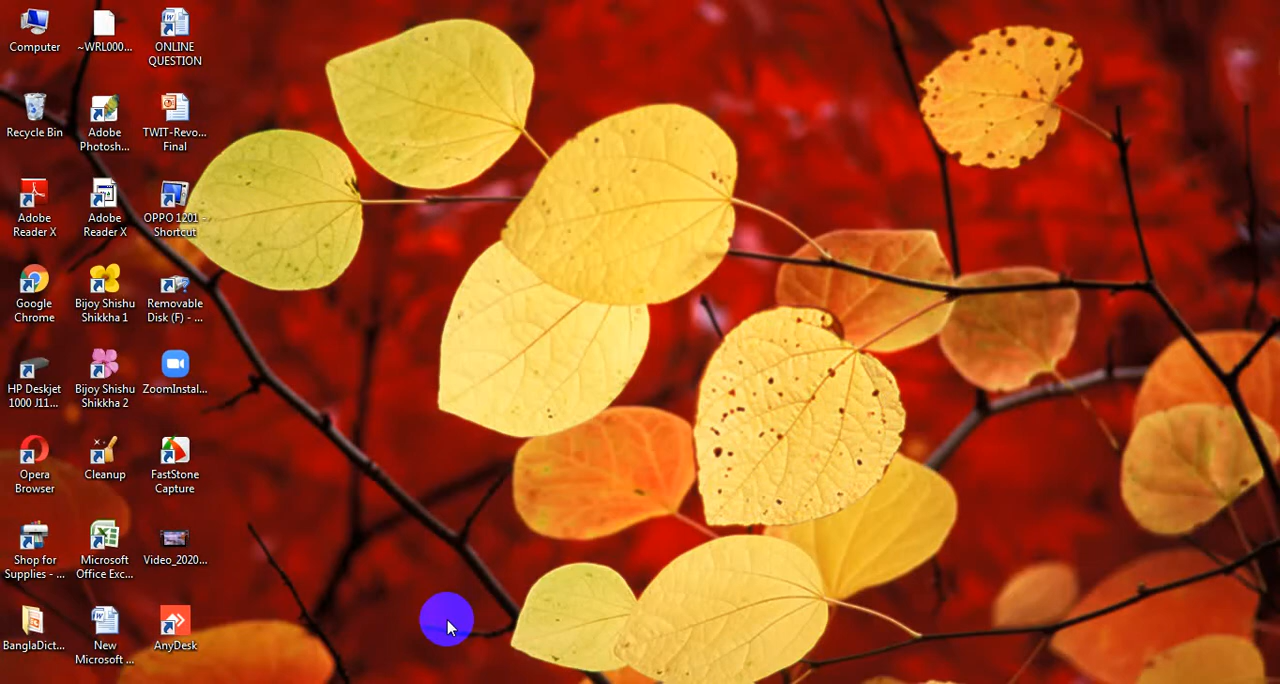 Computer
~WRL000...
ONLINE
QUESTION
Recycle Bin
Adobe
Photosh...
TWIT-Revo...
Final
Adobe
Reader X
Adobe
Reader X
OPPO 1201 -
Shortcut
Google
Chrome
Bijoy Shishu
Shikkha 1
Removable
Disk (F) - ...
HP Deskjet
1000 J11...
Bijoy Shishu
Shikkha 2
ZoomInstal...
Opera
Browser
Cleanup
FastStone
Capture
Shop for
Supplies - ...
Microsoft
Office Exc...
Video_2020...
BanglaDict...
New
Microsoft ...
AnyDesk